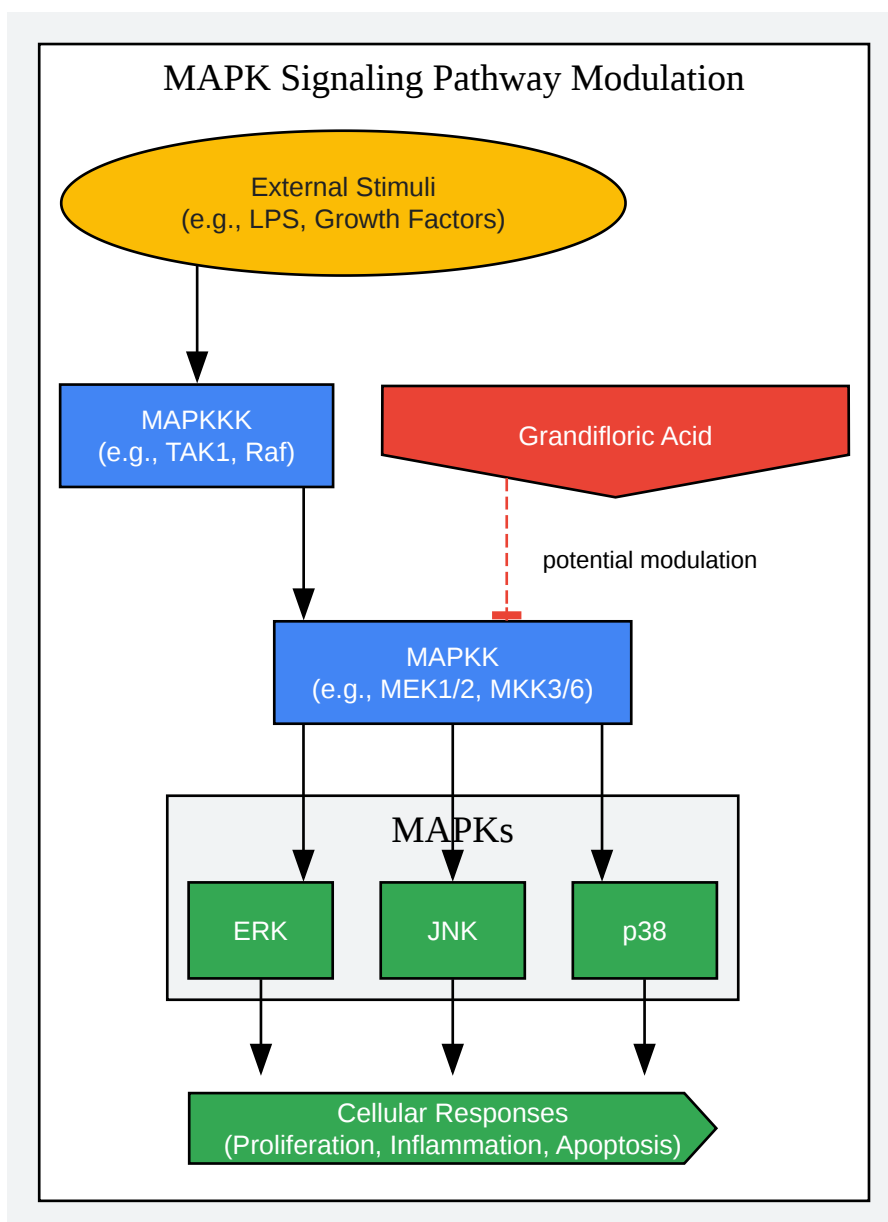 MAPK Signaling Pathway Modulation
External Stimuli
(e.g., LPS, Growth Factors)
MAPKKK
(e.g., TAK1, Raf)
Grandifloric Acid
potential modulation
MAPKK
(e.g., MEK1/2, MKK3/6)
MAPKs
ERK
JNK
p38
Cellular Responses
(Proliferation, Inflammation, Apoptosis)